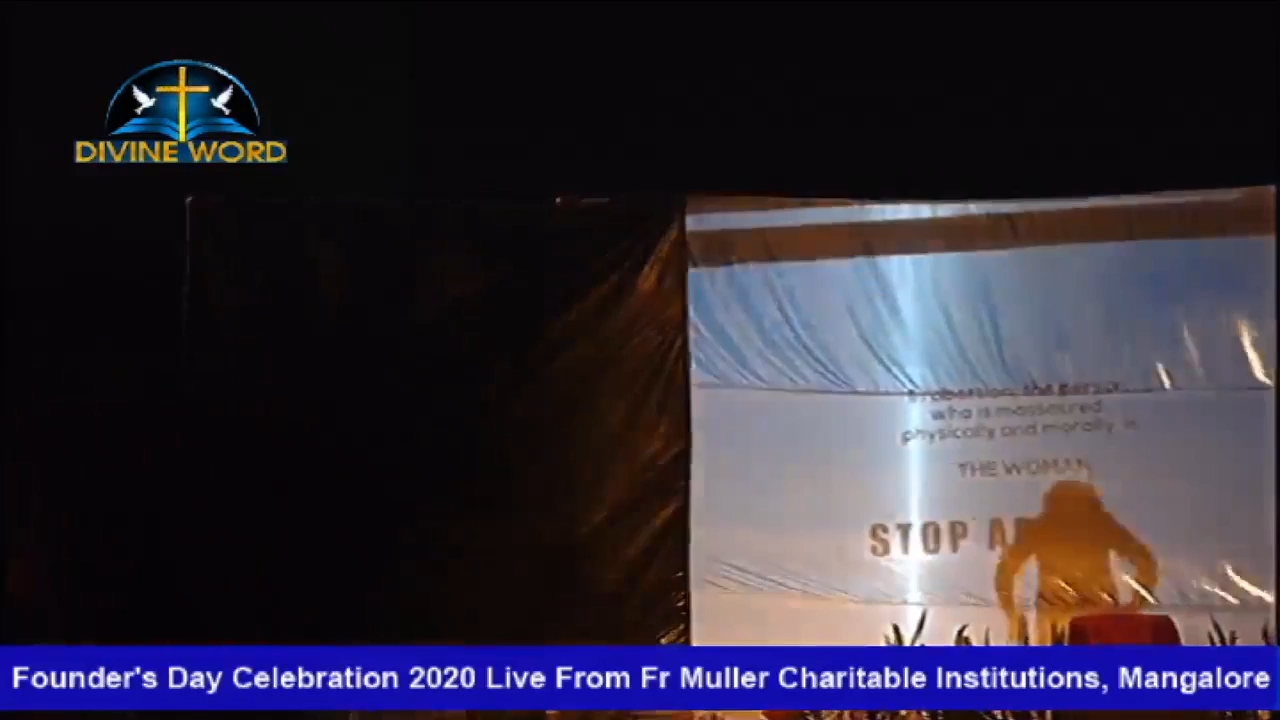 DIVINE WORD
who is massacred
physically and morally, is
THE WOMAN
STOP
Founder's Day Celebration 2020 Live From Fr Muller Charitable Institutions, Mangalore